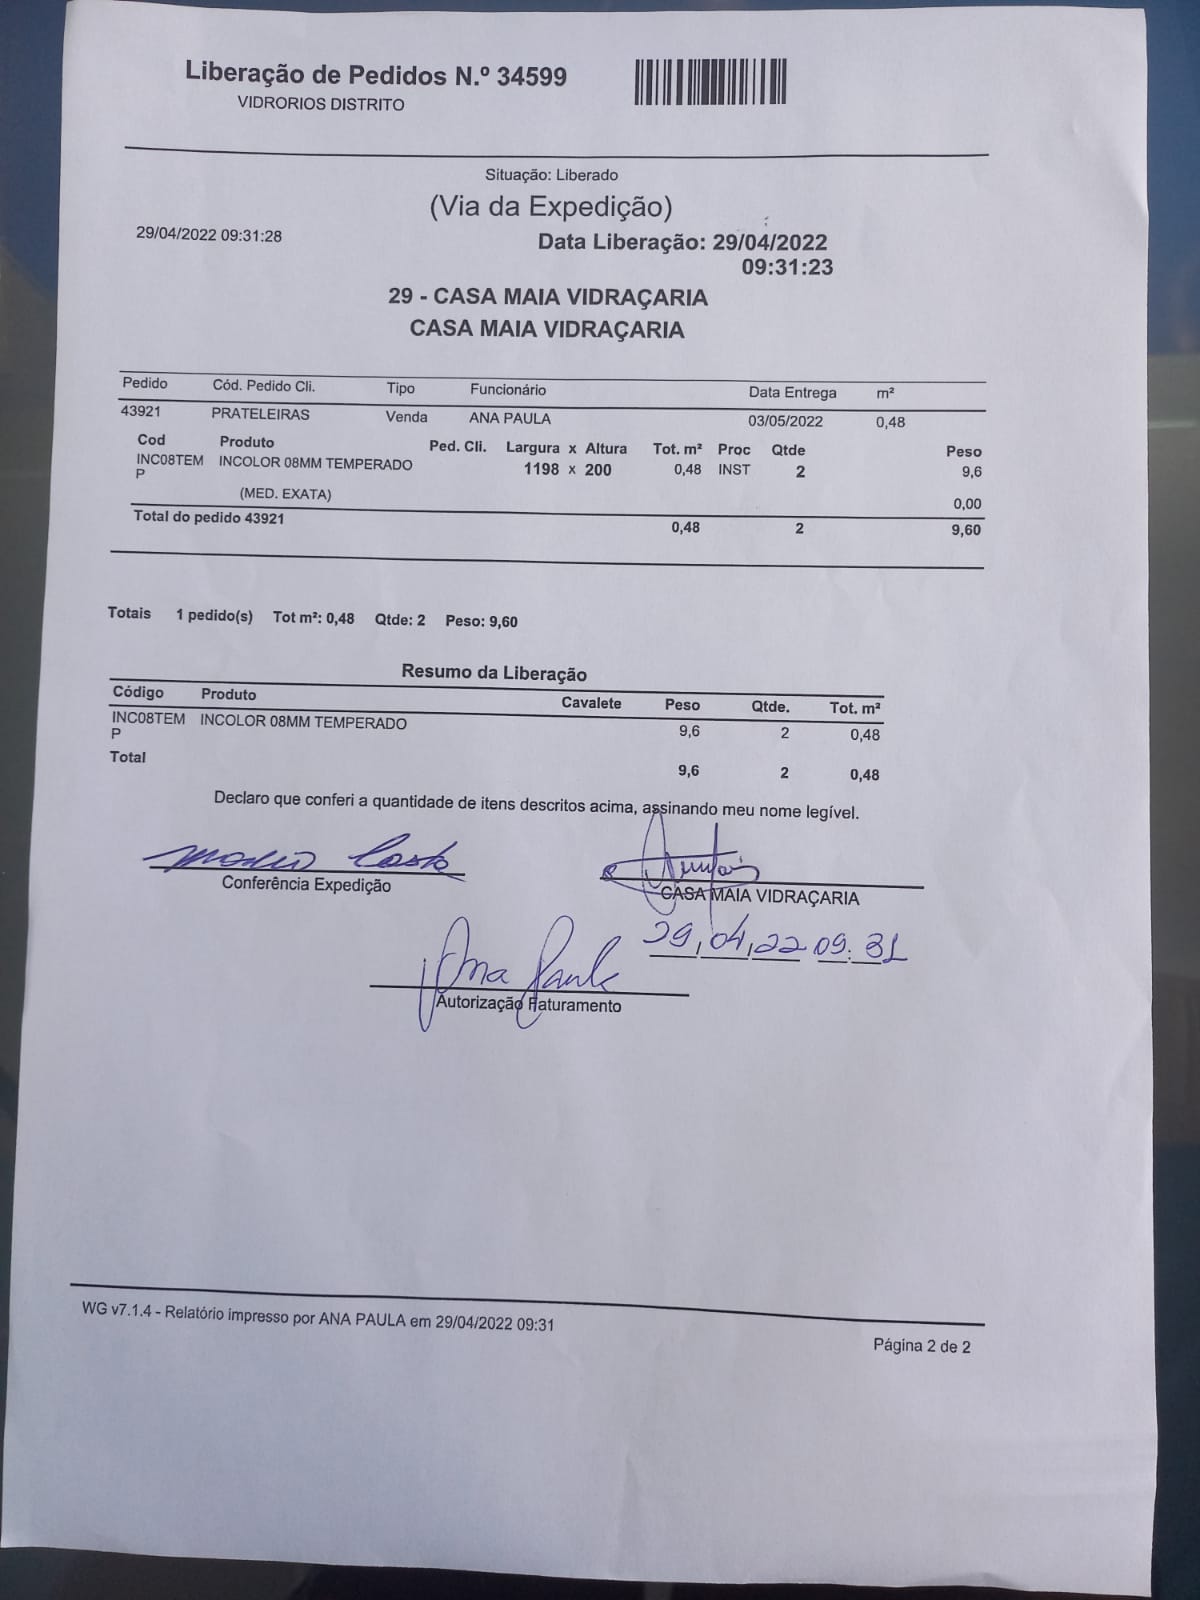 Liberação de Pedidos N.º 34599
VIDRORIOS DISTRITO
Situação: Liberado
(Via da Expedição)
29/04/2022 09:31:28
Data Liberação: 29/04/2022
09:31:23
29 - CASA MAIA VIDRAÇARIA
CASA MAIA VIDRAÇARIA
Pedido Cód. Pedido Cli. Tipo Funcionário Data Entrega m²
43921 PRATELEIRAS Venda ANA PAULA 03/05/2022 0,48
Cod Produto Ped. Cli. Largura x Altura Tot. m² Proc Qtde Peso
INC08TEM INCOLOR 08MM TEMPERADO 1198 x 200 0,48 INST 2 9,6
P
(MED. EXATA) 0,00
Total do pedido 43921 0,48 2 9,60
Totais 1 pedido(s) Tot m²: 0,48 Qtde: 2 Peso: 9,60
Resumo da Liberação
Código Produto Cavalete Peso Qtde. Tot. m²
INC08TEM INCOLOR 08MM TEMPERADO 9,6 2 0,48
P
Total 9,6 2 0,48
Declaro que conferi a quantidade de itens descritos acima, assinando meu nome legível.
Costa
Conferência Expedição
CASA MAIA VIDRAÇARIA
29,04,22 09:31
Ana Paula
Autorização Faturamento
WG v7.1.4 - Relatório impresso por ANA PAULA em 29/04/2022 09:31
Página 2 de 2